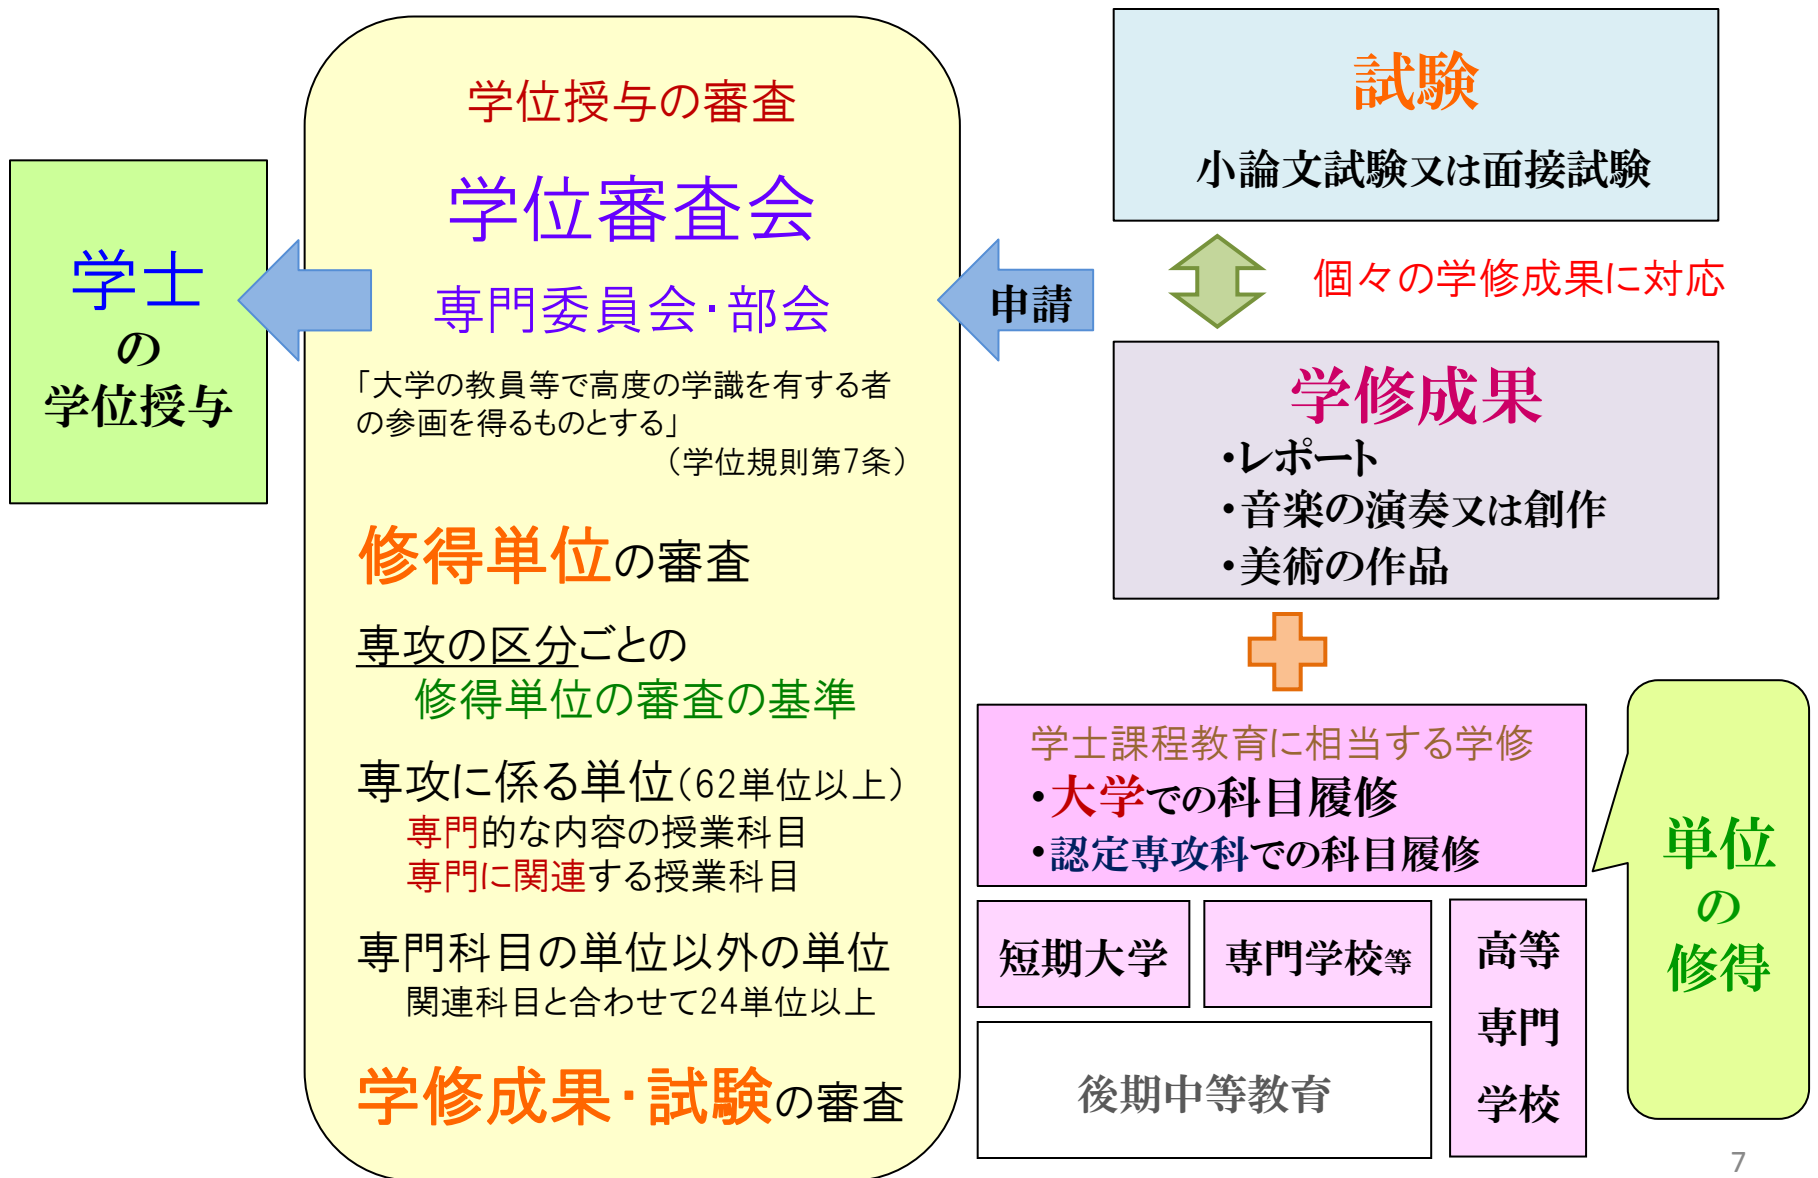 学士
の
学位授与
学位授与の審査
学位審査会
専門委員会・部会
「大学の教員等で高度の学識を有する者
の参画を得るものとする」
（学位規則第7条）
修得単位の審査
専攻の区分ごとの
修得単位の審査の基準
専攻に係る単位（62単位以上）
専門的な内容の授業科目
専門に関連する授業科目
専門科目の単位以外の単位
関連科目と合わせて24単位以上
学修成果・試験の審査
申請
試験
小論文試験又は面接試験
個々の学修成果に対応
学修成果
・レポート
・音楽の演奏又は創作
・美術の作品
学士課程教育に相当する学修
・大学での科目履修
・認定専攻科での科目履修
短期大学
専門学校等
高等
専門
学校
後期中等教育
単位
の
修得
7